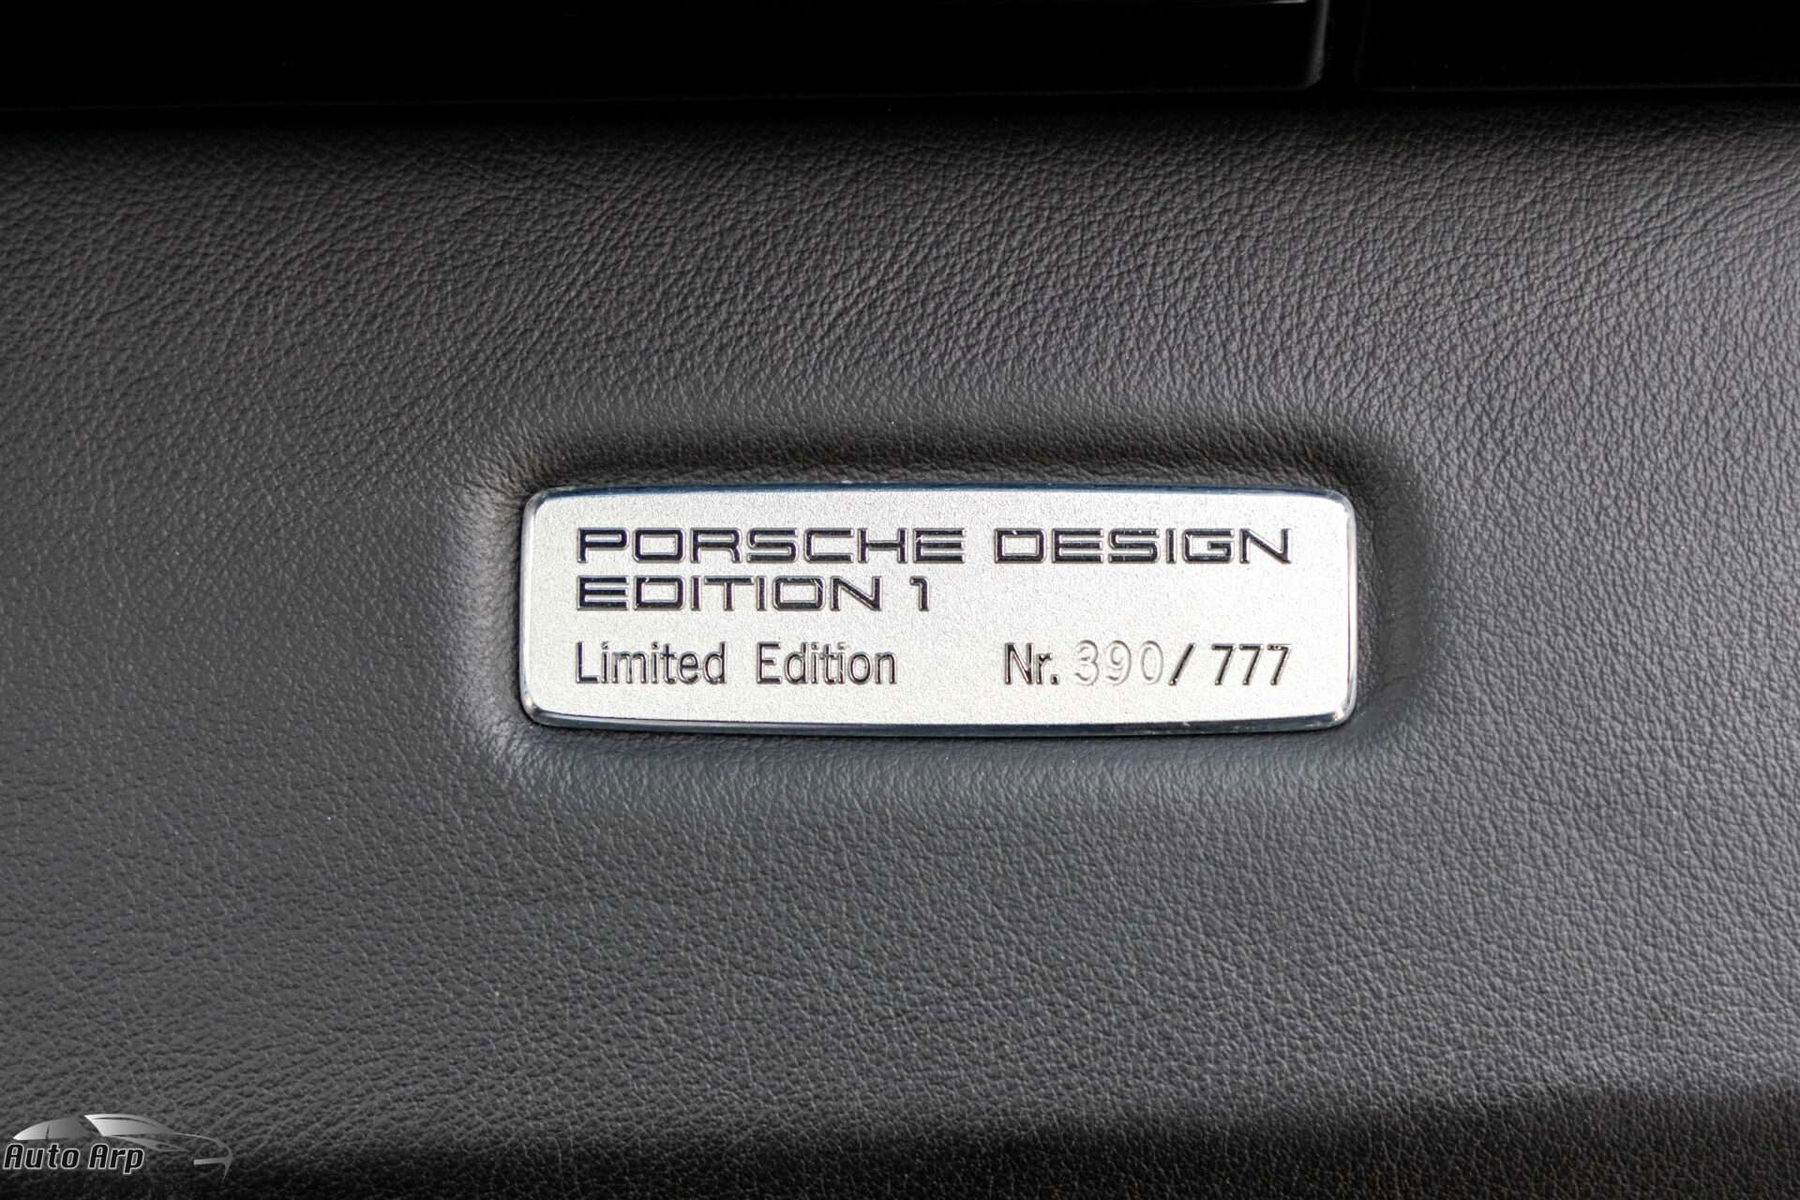 PORSCHE DESIGN
EDITION 1
Limited Edition Nr. 390/777
Auto Arp